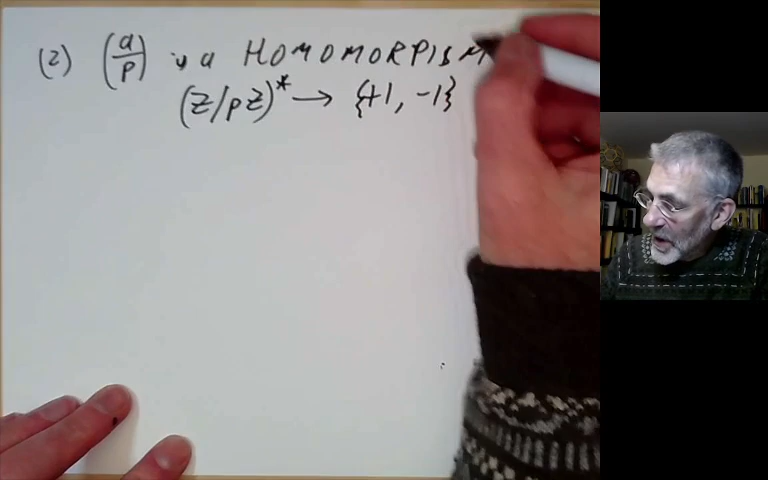 (2) (a/p) is a HOMOMORPISM
(Z/pZ)* → {+1, -1}